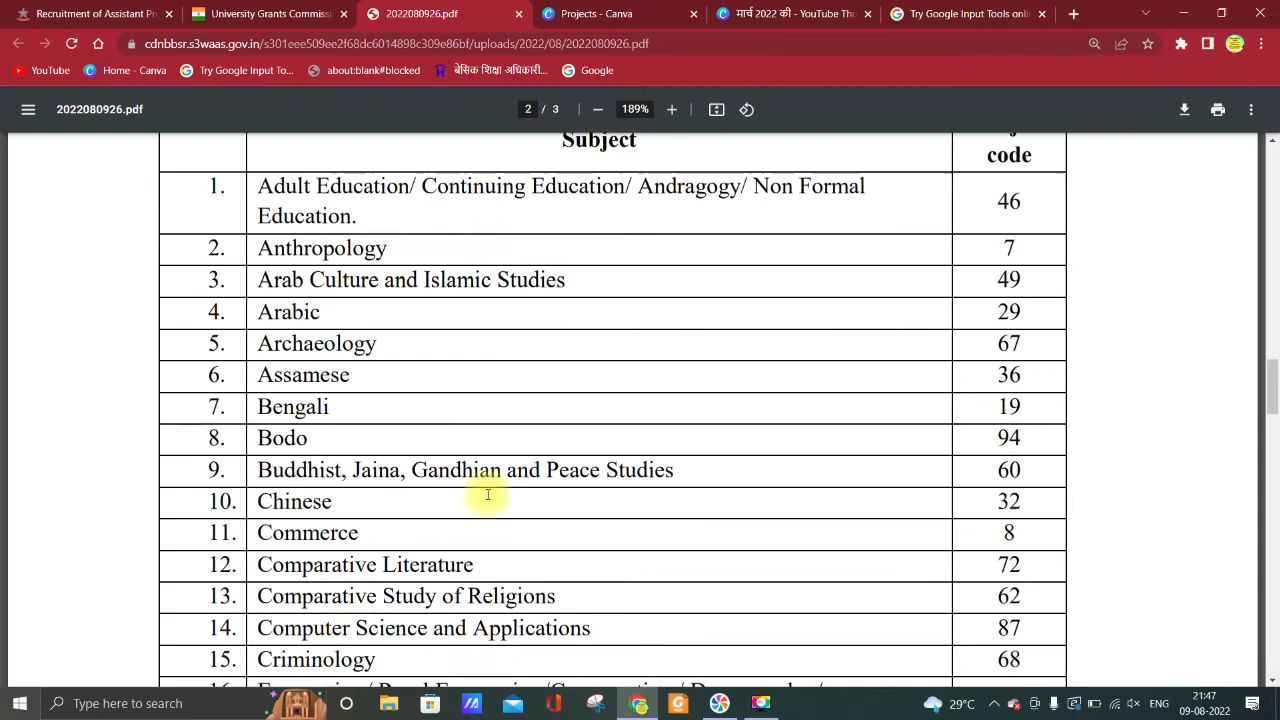 Recruitment of Assistant Pr
University Grants Commissi
2022080926.pdf
Projects - Canva
मार्च 2022 की - YouTube Thu
Try Google Input Tools onli
cdnbbsr.s3waas.gov.in/s301eee509ee2f68dc6014898c309e86bf/uploads/2022/08/2022080926.pdf
YouTube
Home - Canva
Try Google Input To...
about:blank#blocked
बेसिक शिक्षा अधिकारी...
Google
2022080926.pdf
2 / 3
189%
Subject
code
1. Adult Education/ Continuing Education/ Andragogy/ Non Formal
Education. 46
2. Anthropology 7
3. Arab Culture and Islamic Studies 49
4. Arabic 29
5. Archaeology 67
6. Assamese 36
7. Bengali 19
8. Bodo 94
9. Buddhist, Jaina, Gandhian and Peace Studies 60
10. Chinese 32
11. Commerce 8
12. Comparative Literature 72
13. Comparative Study of Religions 62
14. Computer Science and Applications 87
15. Criminology 68
Type here to search
29°C
ENG
21:47
09-08-2022